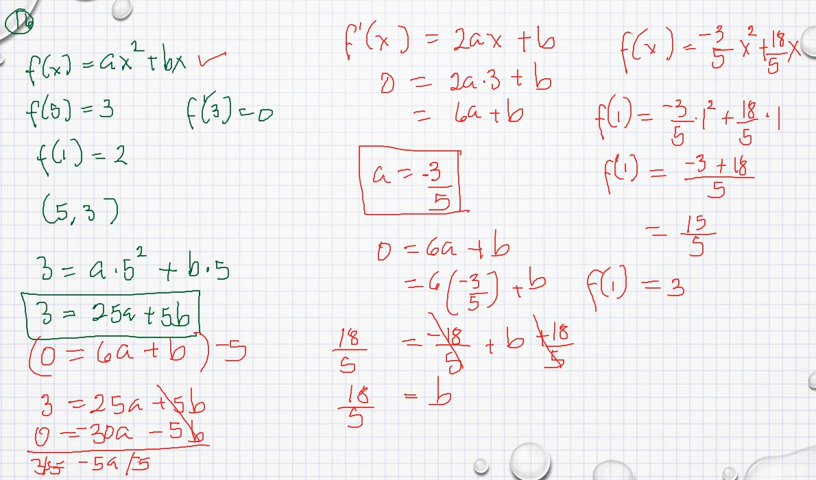 16
f(x) = ax² + bx ✓
f(5) = 3 f'(3) = 0
f(1) = 2
(5, 3)
3 = a·5² + b·5
3 = 25a + 5b
(0 = 6a + b) -5
3 = 25a + 5b
0 = -30a - 5b
3/-5 = -5a/-5
f'(x) = 2ax + b
0 = 2a·3 + b
= 6a + b
a = -3/5
0 = 6a + b
= 6(-3/5) + b
18/5 = -18/5 + b +18/5
18/5 = b
f(x) = -3/5 x² + 18/5 x
f(1) = -3/5·1² + 18/5·1
f(1) = -3+18/5
= 15/5
f(1) = 3